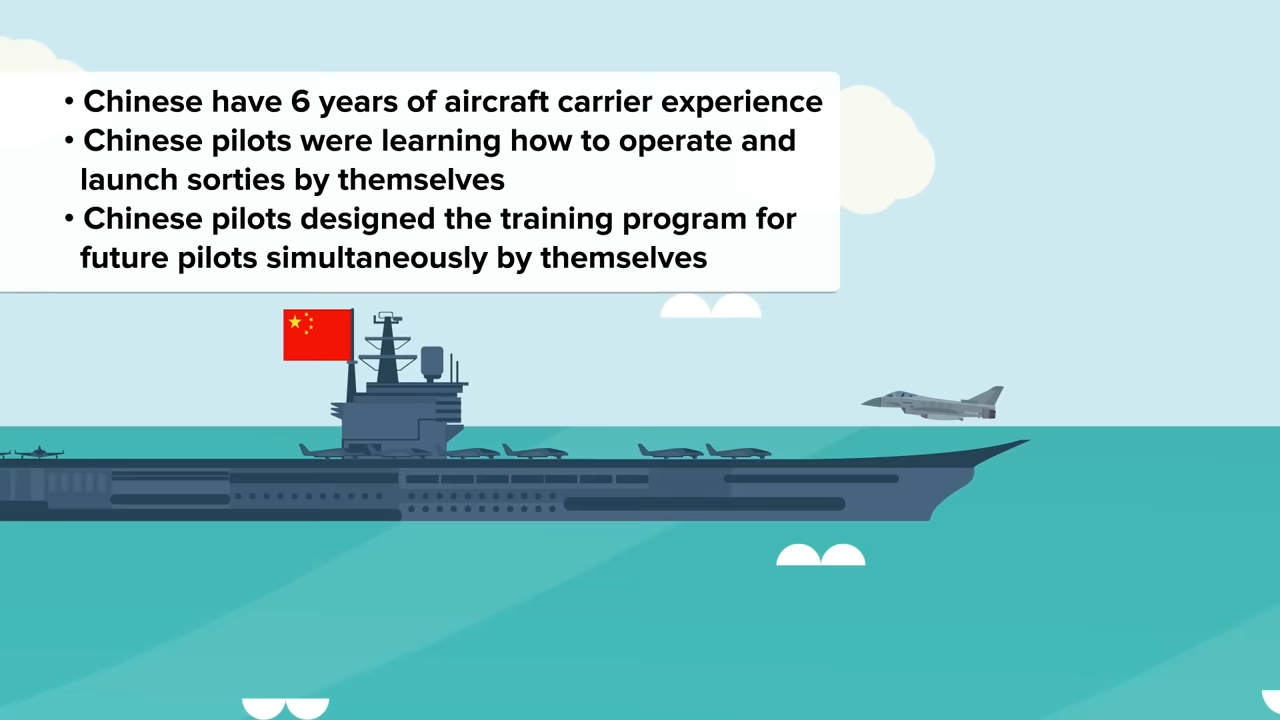 • Chinese have 6 years of aircraft carrier experience
• Chinese pilots were learning how to operate and
launch sorties by themselves
• Chinese pilots designed the training program for
future pilots simultaneously by themselves